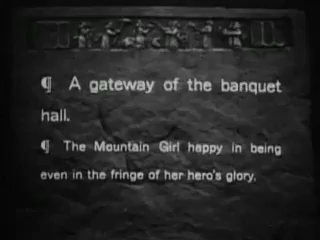 ¶ A gateway of the banquet
hall.
¶ The Mountain Girl happy in being
even in the fringe of her hero's glory.